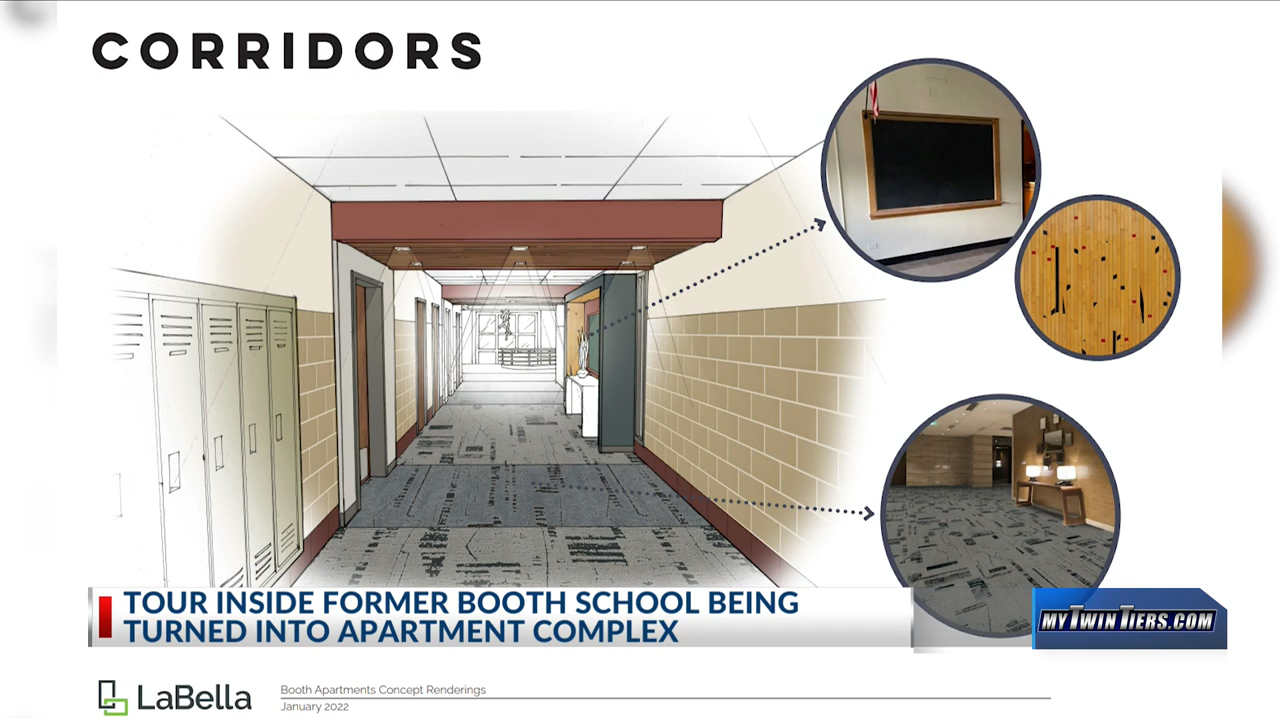 CORRIDORS
TOUR INSIDE FORMER BOOTH SCHOOL BEING
TURNED INTO APARTMENT COMPLEX
MYTWINTIERS.COM
LaBella
Booth Apartments Concept Renderings
January 2022